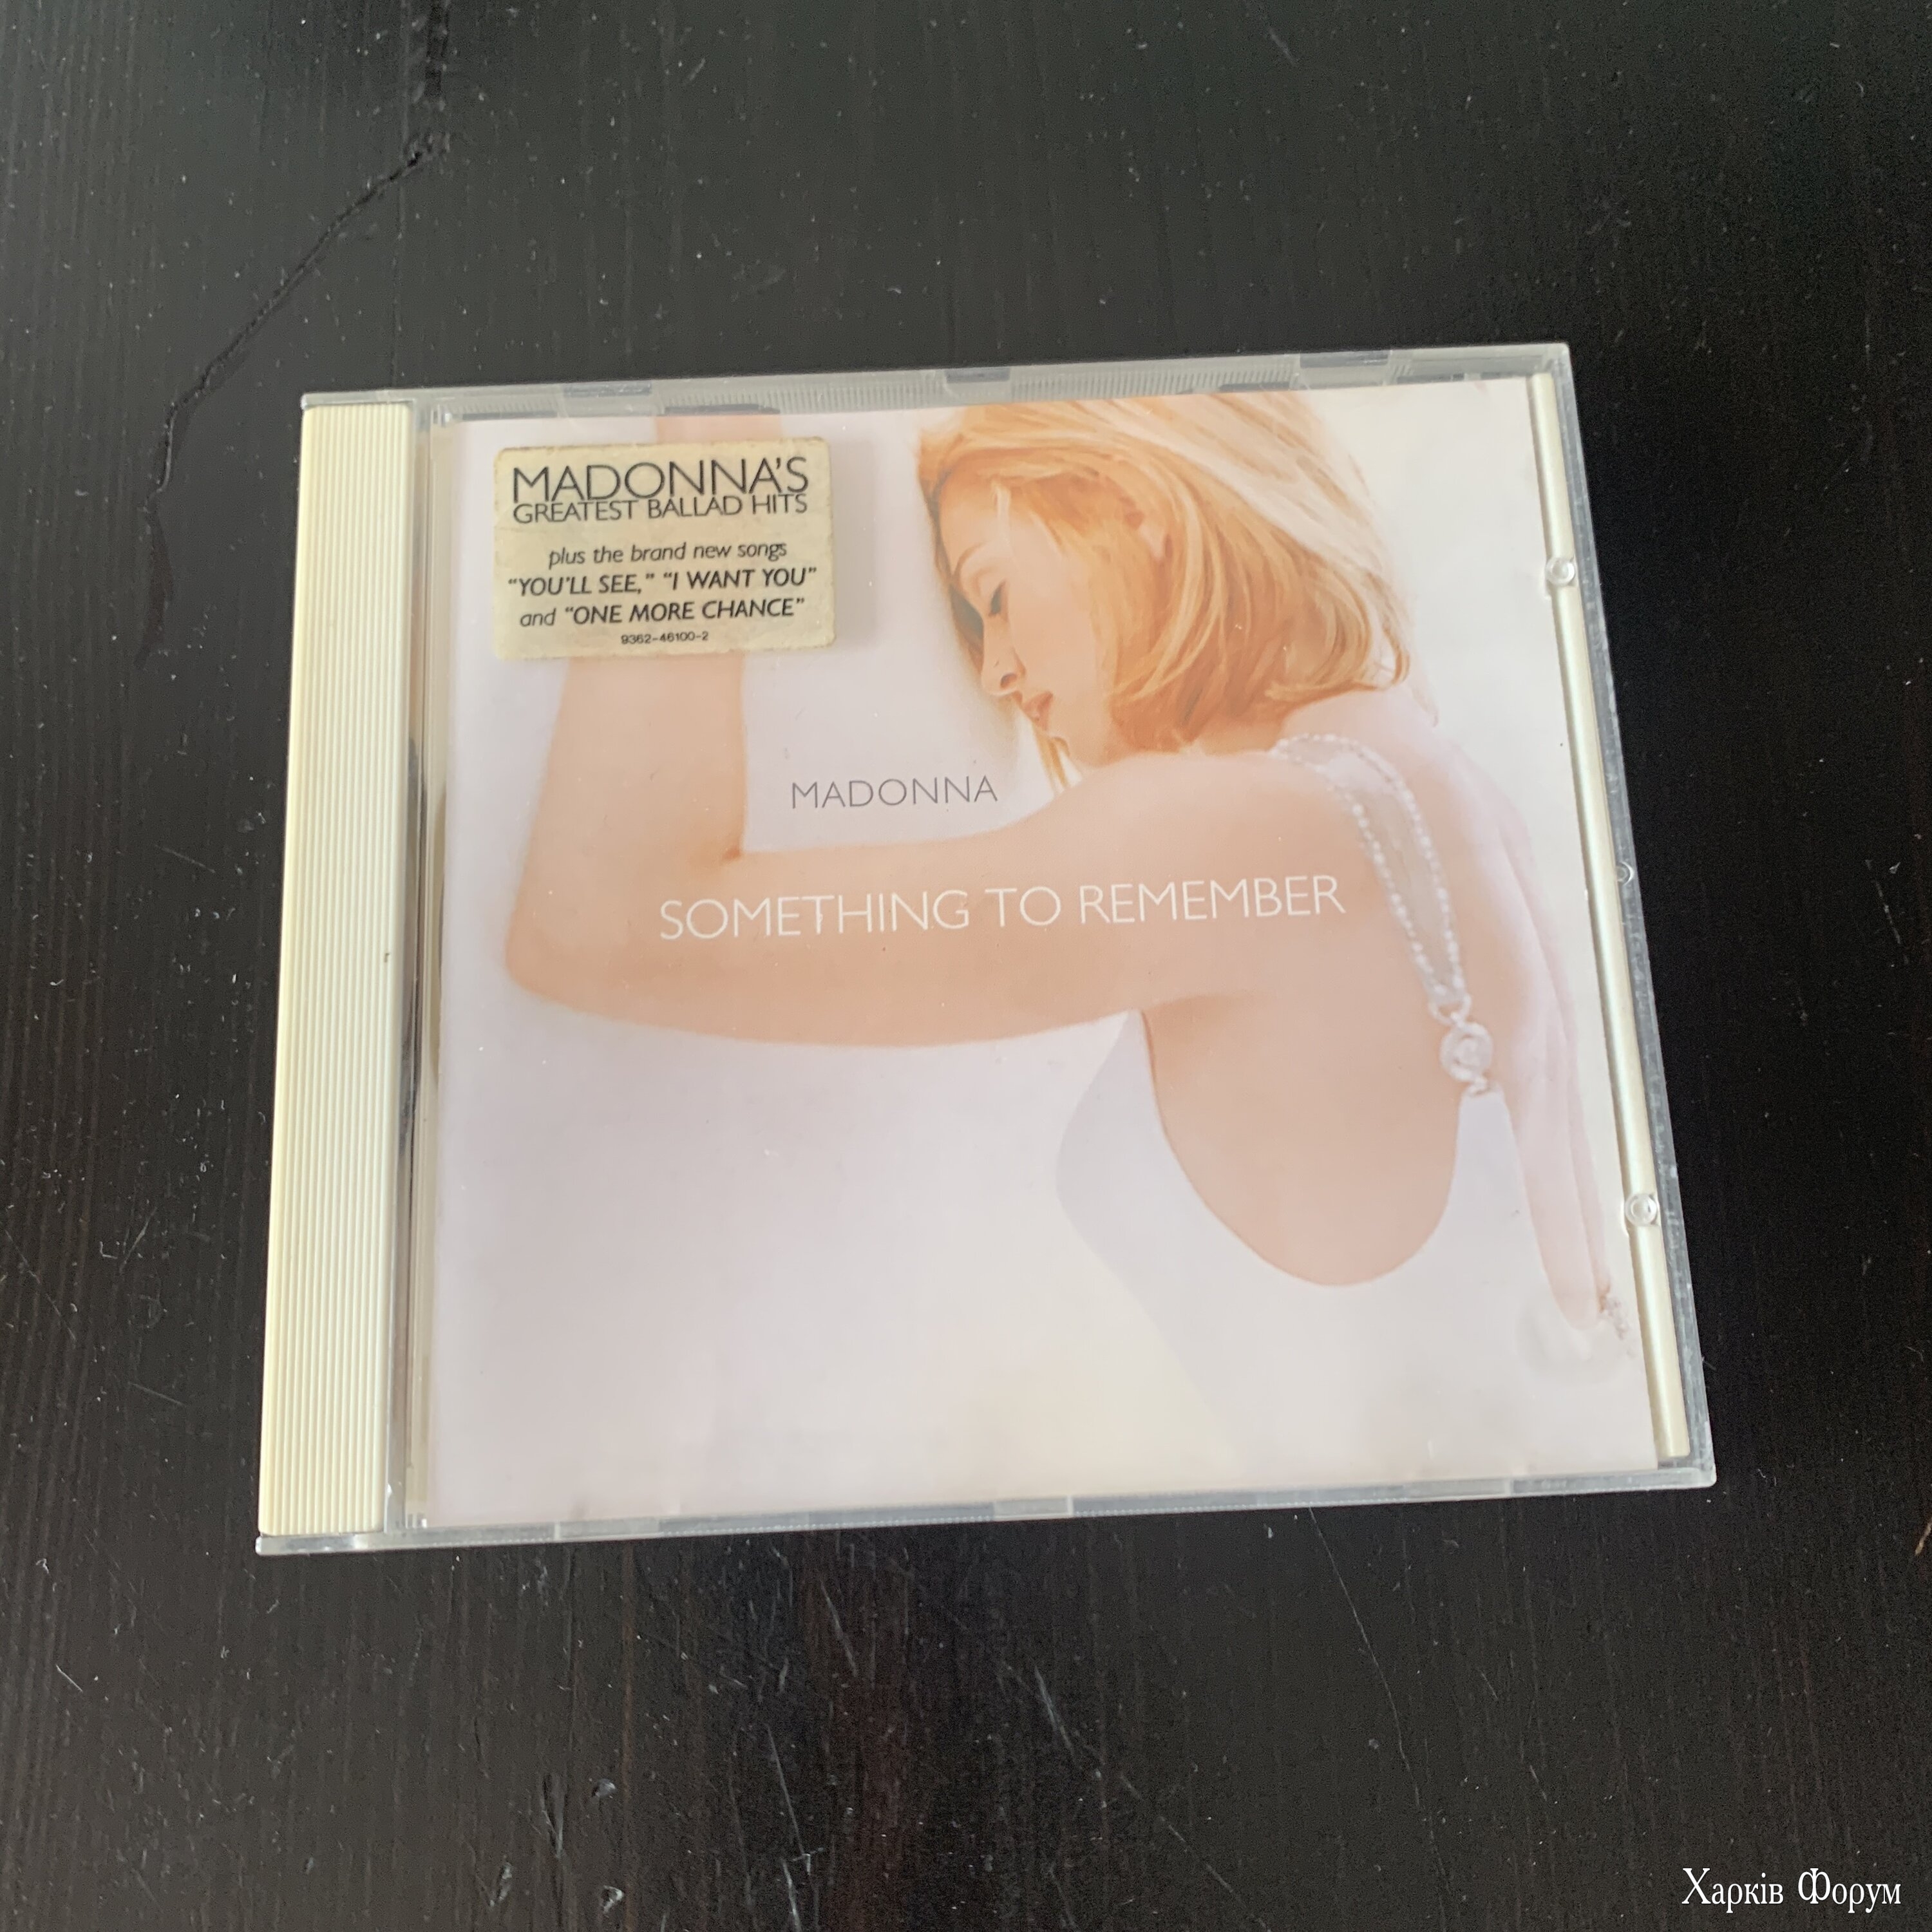 MADONNA'S
GREATEST BALLAD HITS
plus the brand new songs
“YOU'LL SEE,” “I WANT YOU”
and “ONE MORE CHANCE”
9362-46100-2
MADONNA
SOMETHING TO REMEMBER
Харків Форум